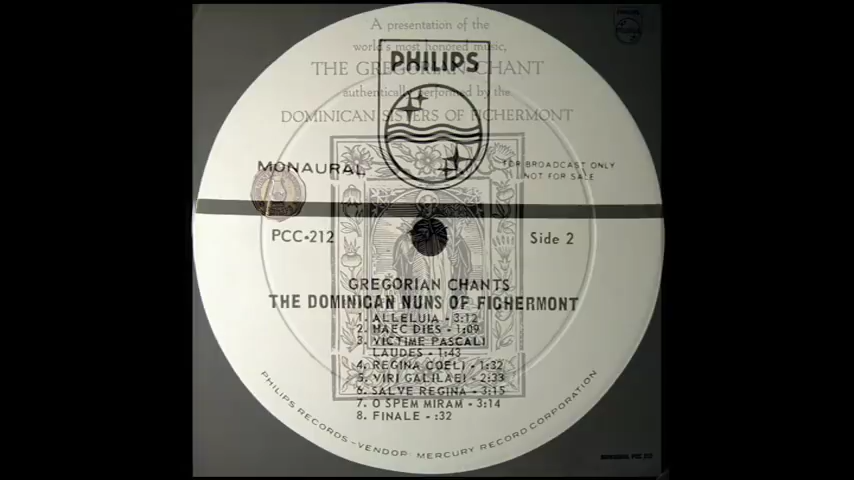 A presentation of the
world's most honored music,
THE GREGORIAN CHANT
authentically performed by the
DOMINICAN SISTERS OF FICHERMONT
PHILIPS
PHILIPS
MONAURAL
FOR BROADCAST ONLY
NOT FOR SALE
PCC-212
Side 2
GREGORIAN CHANTS
THE DOMINICAN NUNS OF FICHERMONT
1. ALLELUIA - 3:12
2. HAEC DIES - 1:09
3. VICTIME PASCALI
LAUDES - 1:43
4. REGINA COELI - 1:32
5. VIRI GALILAEI - 2:33
6. SALVE REGINA - 3:15
7. O SPEM MIRAM - 3:14
8. FINALE - :32
PHILIPS RECORDS - VENDOR: MERCURY RECORD CORPORATION